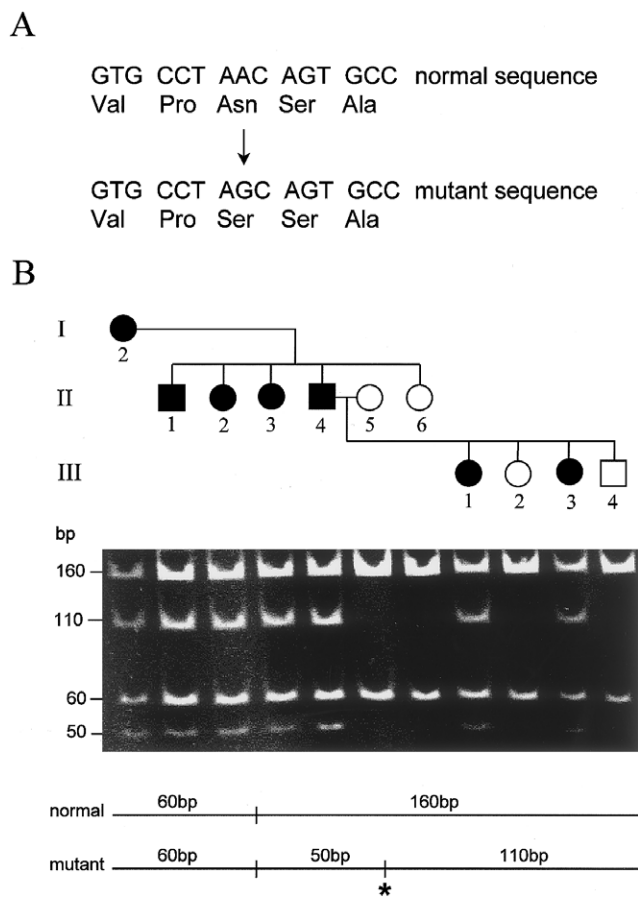 A
GTG CCT AAC AGT GCC normal sequence
Val Pro Asn Ser Ala
GTG CCT AGC AGT GCC mutant sequence
Val Pro Ser Ser Ala
B
I
2
II
1 2 3 4 5 6
III
1 2 3 4
bp
160
110
60
50
60bp 160bp
normal
60bp 50bp 110bp
mutant
*